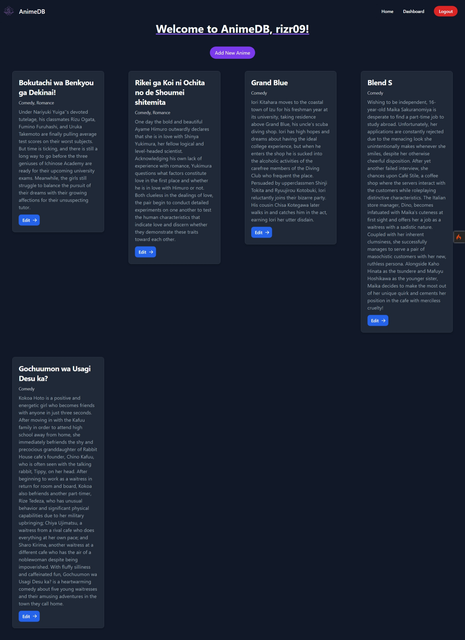 AnimeDB
Home
Dashboard
Logout
Welcome to AnimeDB, rizr09!
Add New Anime
Bokutachi wa Benkyou
ga Dekinai!
Comedy, Romance
Under Nariyuki Yuiga's devoted
tutelage, his classmates Rizu Ogata,
Fumino Furuhashi, and Uruka
Takemoto are finally pulling average
test scores on their worst subjects.
But time is ticking, and there is still a
long way to go before the three
geniuses of Ichinose Academy are
ready for their upcoming university
exams. Meanwhile, the girls still
struggle to balance the pursuit of
their dreams with their growing
affections for their unsuspecting
tutor.
Edit
Rikei ga Koi ni Ochita
no de Shoumei
shitemita
Comedy, Romance
One day the bold and beautiful
Ayame Himuro outwardly declares
that she is in love with Shinya
Yukimura, her fellow logical and
level-headed scientist.
Acknowledging his own lack of
experience with romance, Yukimura
questions what factors constitute
love in the first place and whether
he is in love with Himuro or not.
Both clueless in the dealings of love,
the pair begin to conduct detailed
experiments on one another to test
the human characteristics that
indicate love and discern whether
they demonstrate these traits
toward each other.
Edit
Grand Blue
Comedy
Iori Kitahara moves to the coastal
town of Izu for his freshman year at
its university, taking residence
above Grand Blue, his uncle's scuba
diving shop. Iori has high hopes and
dreams about having the ideal
college experience, but when he
enters the shop he is sucked into
the alcoholic activities of the
carefree members of the Diving
Club who frequent the place.
Persuaded by upperclassmen Shinji
Tokita and Ryuujirou Kotobuki, Iori
reluctantly joins their bizarre party.
His cousin Chisa Kotegawa later
walks in and catches him in the act,
earning Iori her utter disdain.
Edit
Blend S
Comedy
Wishing to be independent, 16-
year-old Maika Sakuranomiya is
desperate to find a part-time job to
study abroad. Unfortunately, her
applications are constantly rejected
due to the menacing look she
unintentionally makes whenever she
smiles, despite her otherwise
cheerful disposition. After yet
another failed interview, she
chances upon Café Stile, a coffee
shop where the servers interact with
the customers while roleplaying
distinctive characteristics. The Italian
store manager, Dino, becomes
infatuated with Maika's cuteness at
first sight and offers her a job as a
waitress with a sadistic nature.
Coupled with her inherent
clumsiness, she successfully
manages to serve a pair of
masochistic customers with her new,
ruthless persona. Alongside Kaho
Hinata as the tsundere and Mafuyu
Hoshikawa as the younger sister,
Maika decides to make the most out
of her unique quirk and cements her
position in the cafe with merciless
cruelty!
Edit
Gochuumon wa Usagi
Desu ka?
Comedy
Kokoa Hoto is a positive and
energetic girl who becomes friends
with anyone in just three seconds.
After moving in with the Kafuu
family in order to attend high
school away from home, she
immediately befriends the shy and
precocious granddaughter of Rabbit
House cafe's founder, Chino Kafuu,
who is often seen with the talking
rabbit, Tippy, on her head. After
beginning to work as a waitress in
return for room and board, Kokoa
also befriends another part-timer,
Rize Tedeza, who has unusual
behavior and significant physical
capabilities due to her military
upbringing; Chiya Ujimatsu, a
waitress from a rival cafe who does
everything at her own pace; and
Sharo Kirima, another waitress at a
different cafe who has the air of a
noblewoman despite being
impoverished. With fluffy silliness
and caffeinated fun, Gochuumon wa
Usagi Desu ka? is a heartwarming
comedy about five young waitresses
and their amusing adventures in the
town they call home.
Edit